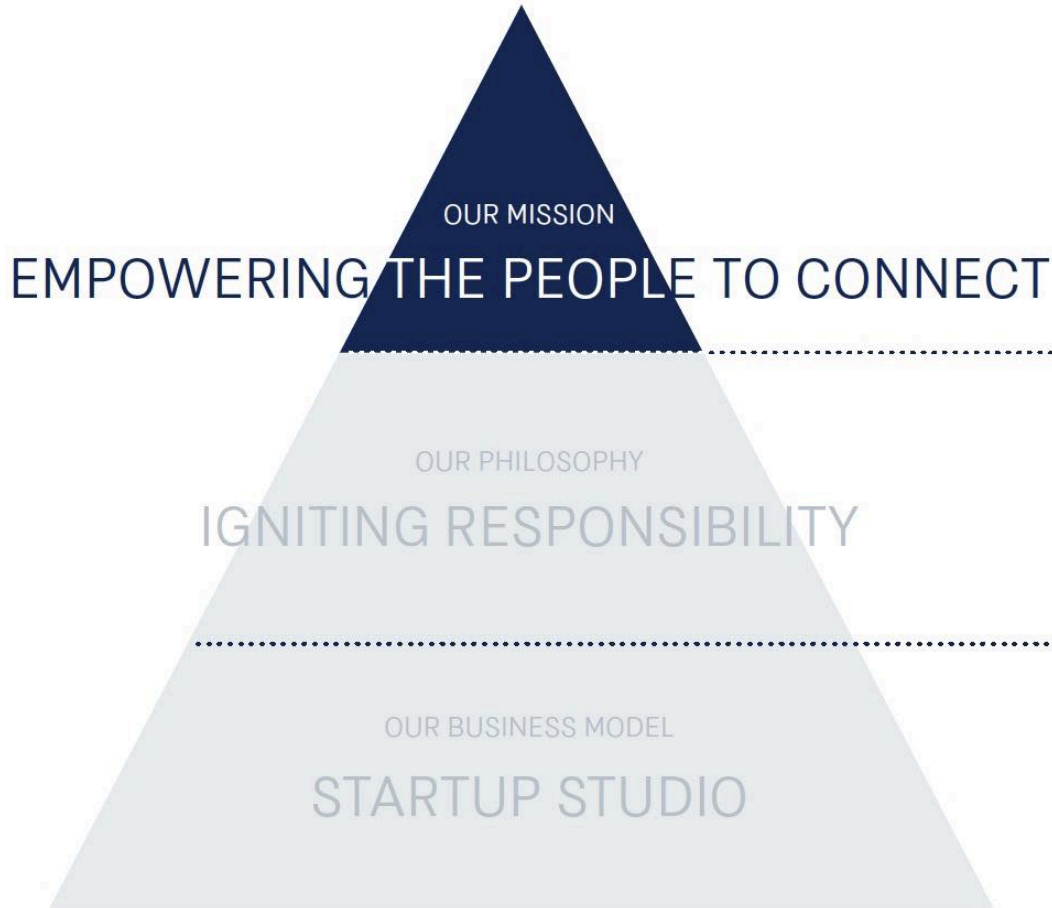 OUR MISSION
EMPOWERING THE PEOPLE TO CONNECT
OUR PHILOSOPHY
IGNITING RESPONSIBILITY
OUR BUSINESS MODEL
STARTUP STUDIO